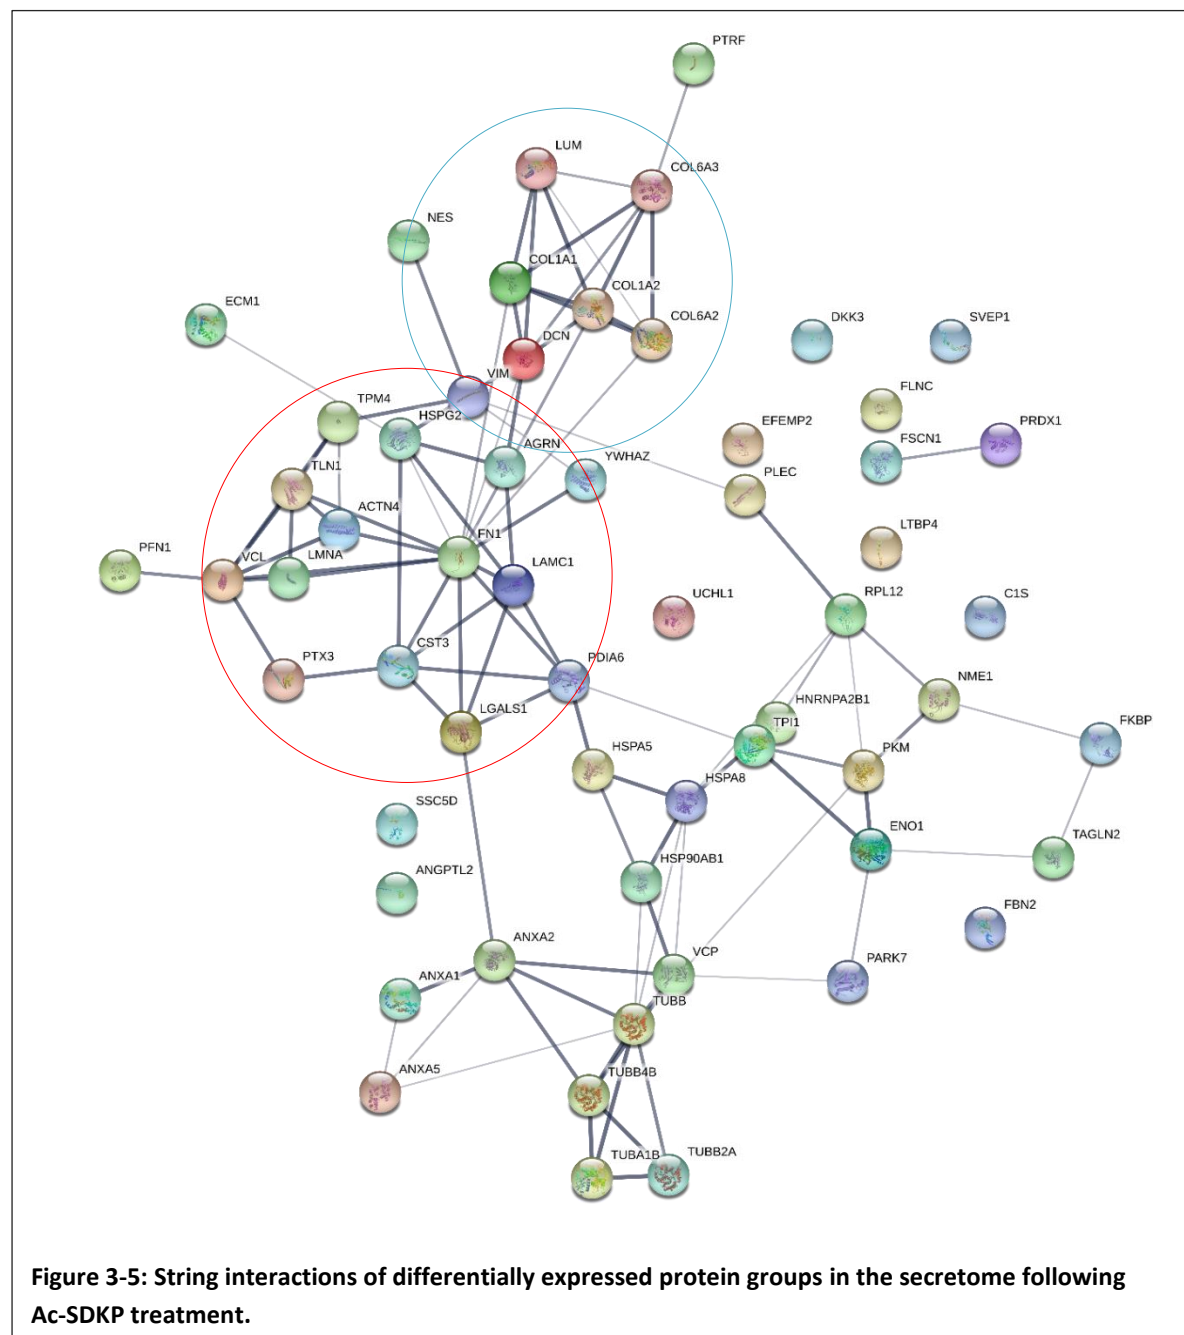 PTRF
LUM
COL6A3
NES
COL1A1
COL1A2
ECM1
COL6A2
DKK3
SVEP1
DCN
VIM
FLNC
TPM4
HSPG2
EFEMP2
PRDX1
AGRN
FSCN1
YWHAZ
PLEC
TLN1
ACTN4
LTBP4
FN1
PFN1
VCL
LMNA
LAMC1
RPL12
UCHL1
C1S
CST3
PTX3
PDIA6
NME1
HNRNPA2B1
LGALS1
TPI1
FKBP
HSPA5
PKM
HSPA8
SSC5D
ENO1
TAGLN2
HSP90AB1
ANGPTL2
FBN2
ANXA2
VCP
PARK7
ANXA1
TUBB
ANXA5
TUBB4B
TUBA1B
TUBB2A
Figure 3-5: String interactions of differentially expressed protein groups in the secretome following
Ac-SDKP treatment.